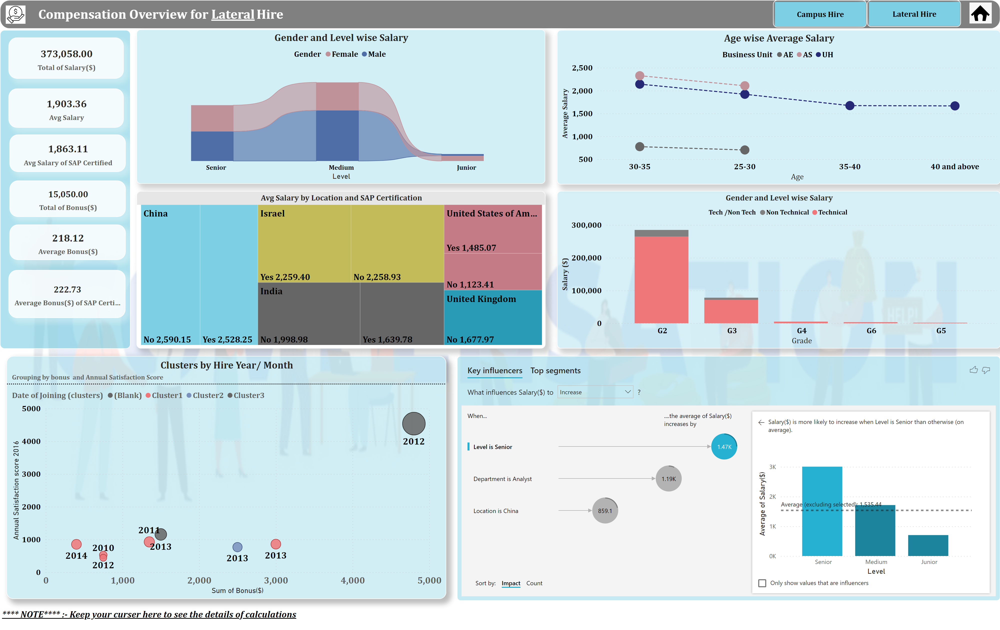 Compensation Overview for Lateral Hire
Campus Hire
Lateral Hire
373,058.00
Total of Salary($)
1,903.36
Avg Salary
1,863.11
Avg Salary of SAP Certified
15,050.00
Total of Bonus($)
218.12
Average Bonus($)
222.73
Average Bonus($) of SAP Certi...
Gender and Level wise Salary
Gender Female Male
Senior Medium Junior
Level
Age wise Average Salary
Business Unit AE AS UH
Average Salary
2,500
2,000
1,500
1,000
500
30-35 25-30 35-40 40 and above
Age
Avg Salary by Location and SAP Certification
China
No 2,590.15
Yes 2,528.25
Israel
Yes 2,259.40
No 2,258.93
India
No 1,998.98
Yes 1,639.78
United States of Am...
Yes 1,485.07
No 1,123.41
United Kingdom
No 1,677.97
Gender and Level wise Salary
Tech /Non Tech Non Technical Technical
Salary ($)
300,000
200,000
100,000
0
G2 G3 G4 G6 G5
Grade
HELP!
Clusters by Hire Year/ Month
Grouping by bonus and Annual Satisfaction Score
Date of Joining (clusters) (Blank) Cluster1 Cluster2 Cluster3
Annual Satisfaction score 2016
5000
4000
3000
2000
1000
0
2012
2011
2013
2014
2010
2012
2013
2013
0 1,000 2,000 3,000 4,000 5,000
Sum of Bonus($)
Key influencers Top segments
What influences Salary($) to Increase ?
When...
....the average of Salary($)
increases by
Level is Senior 1.47K
Department is Analyst 1.19K
Location is China 859.1
Sort by: Impact Count
Salary($) is more likely to increase when Level is Senior than otherwise (on
average).
Average of Salary($)
3K
2K
Average (excluding selected): 1,535.44
1K
0K
Senior Medium Junior
Level
Only show values that are influencers
**** NOTE**** :- Keep your curser here to see the details of calculations